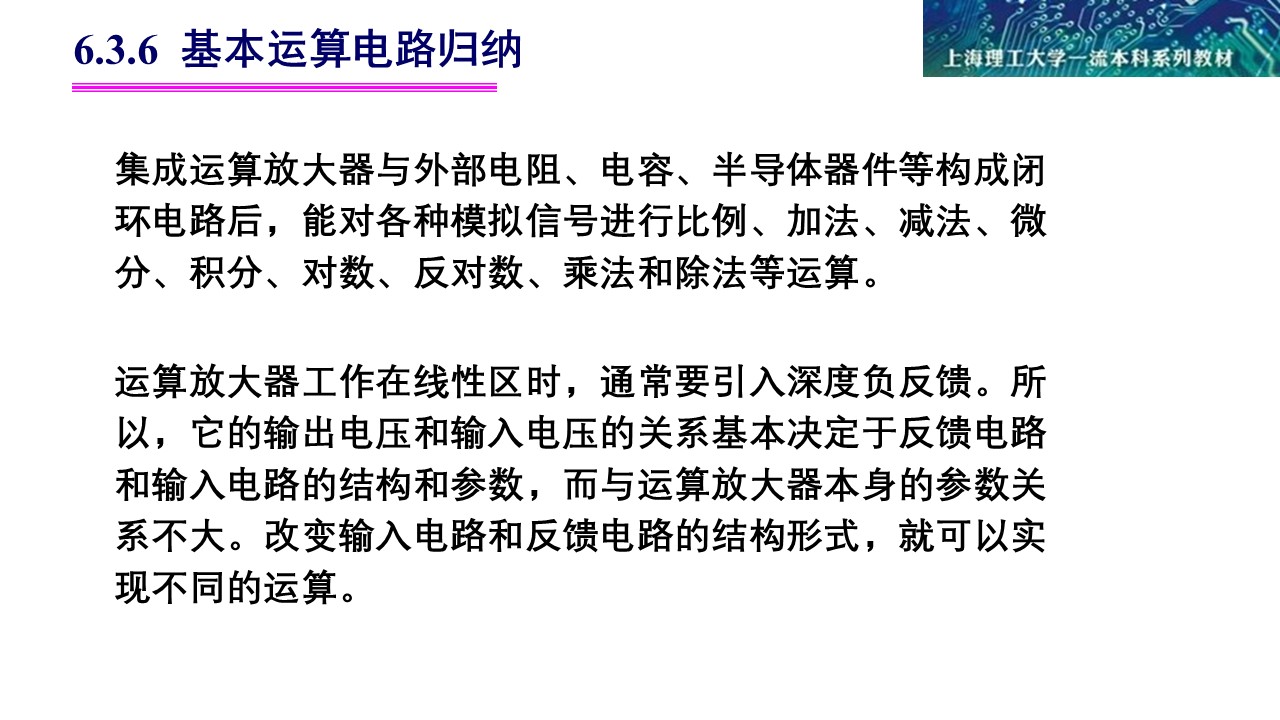 6.3.6 基本运算电路归纳
上海理工大学一流本科系列教材
集成运算放大器与外部电阻、电容、半导体器件等构成闭
环电路后，能对各种模拟信号进行比例、加法、减法、微
分、积分、对数、反对数、乘法和除法等运算。
运算放大器工作在线性区时，通常要引入深度负反馈。所
以，它的输出电压和输入电压的关系基本决定于反馈电路
和输入电路的结构和参数，而与运算放大器本身的参数关
系不大。改变输入电路和反馈电路的结构形式，就可以实
现不同的运算。